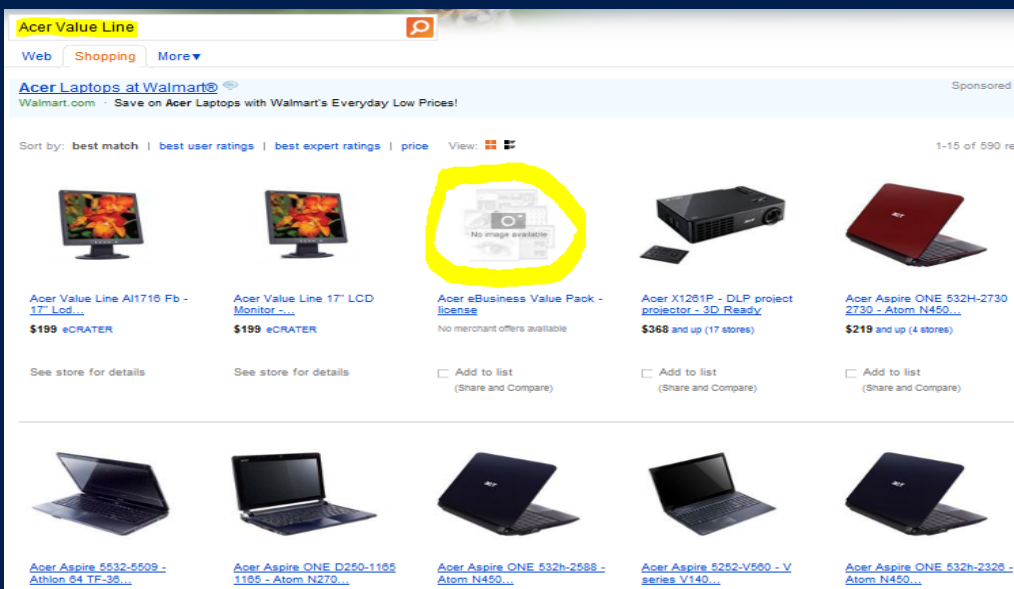 Acer Value Line
Web Shopping More▼
Acer Laptops at Walmart®
Sponsored
Walmart.com · Save on Acer Laptops with Walmart's Everyday Low Prices!
Sort by: best match | best user ratings | best expert ratings | price View:
1-15 of 590 re
No image available
acer
acer
Acer Value Line Al1716 Fb -
17" Lcd...
$199 eCRATER
See store for details
Acer Value Line 17" LCD
Monitor -...
$199 eCRATER
See store for details
Acer eBusiness Value Pack -
license
No merchant offers available
Add to list
(Share and Compare)
Acer X1261P - DLP project
projector - 3D Ready
$368 and up (17 stores)
Add to list
(Share and Compare)
Acer Aspire ONE 532H-2730
2730 - Atom N450...
$219 and up (4 stores)
Add to list
(Share and Compare)
acer
acer
Acer Aspire 5532-5509 -
Athlon 64 TF-36...
Acer Aspire ONE D250-1165
1165 - Atom N270...
Acer Aspire ONE 532h-2588 -
Atom N450...
Acer Aspire 5252-V560 - V
series V140...
Acer Aspire ONE 532h-2326 -
Atom N450...